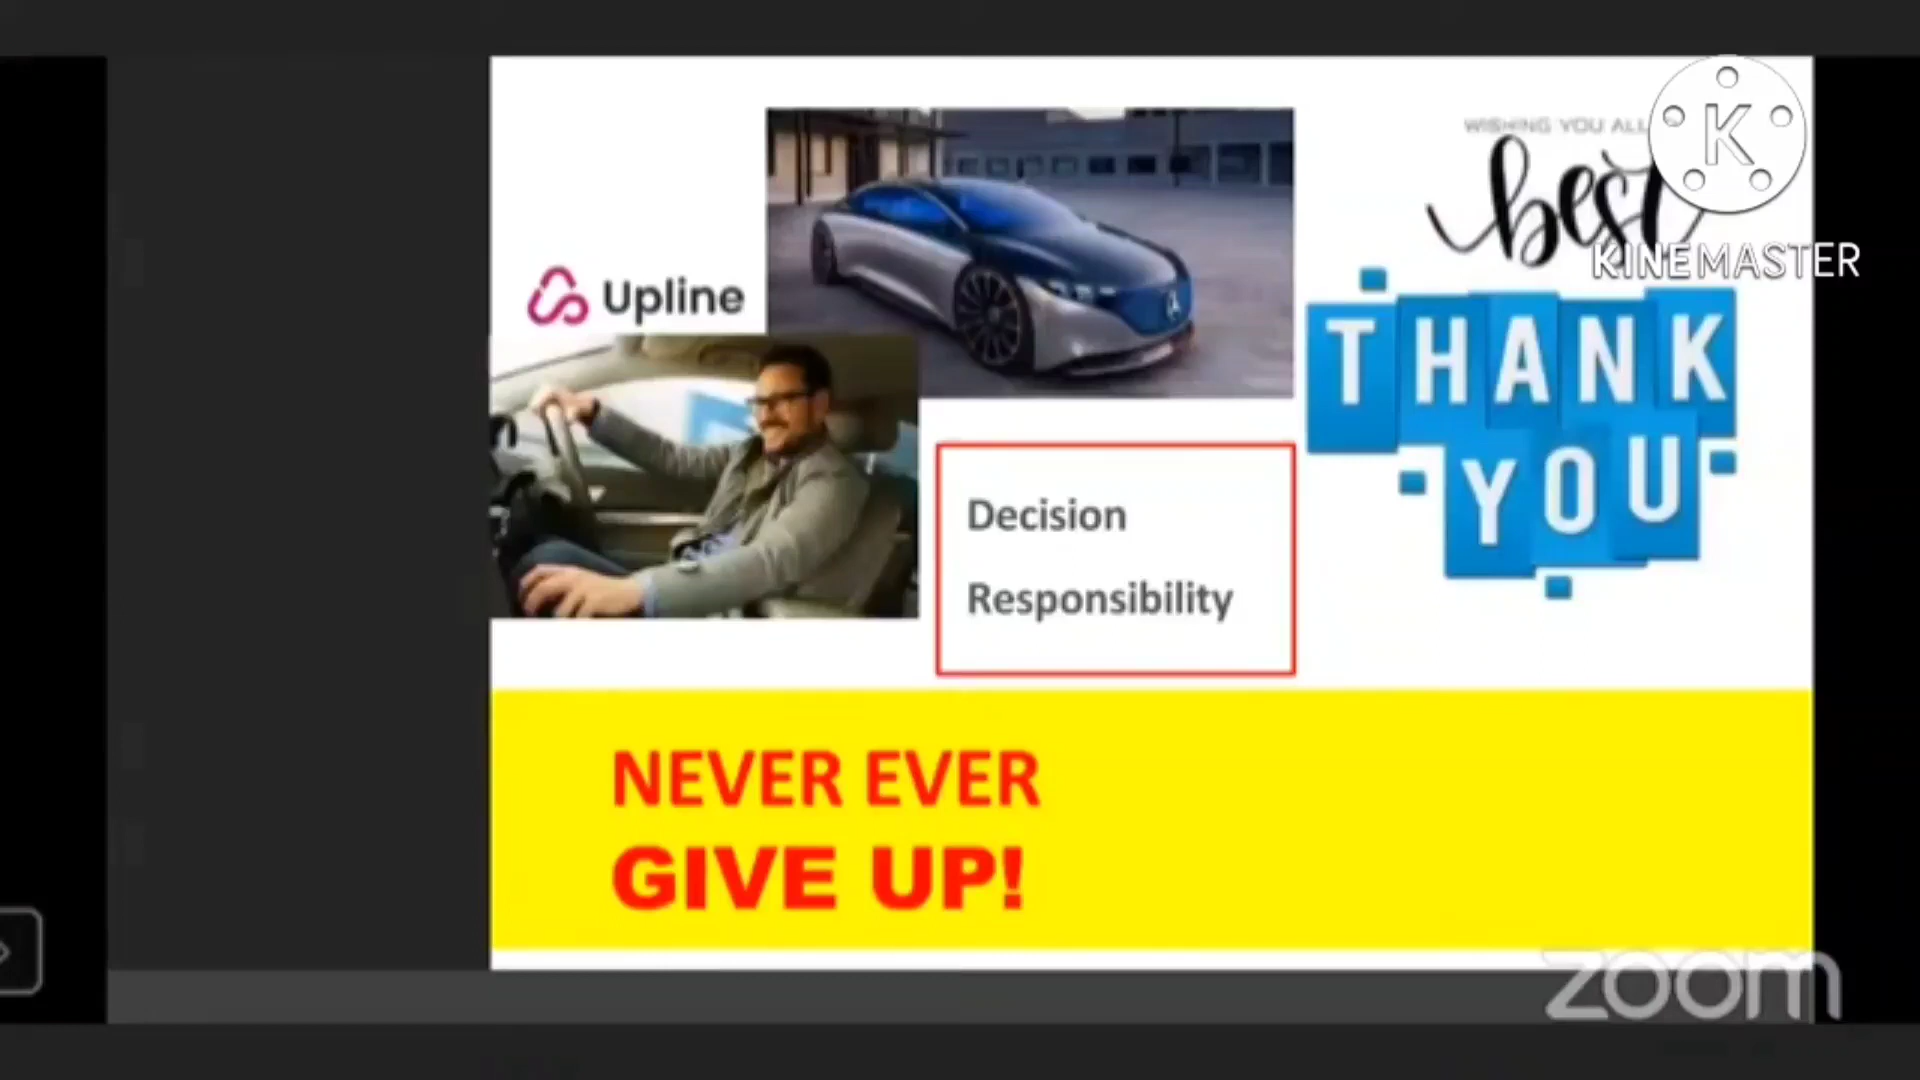 WISHING YOU ALL
best
K
KINEMASTER
Upline
THANK
YOU
Decision
Responsibility
NEVER EVER
GIVE UP!
zoom